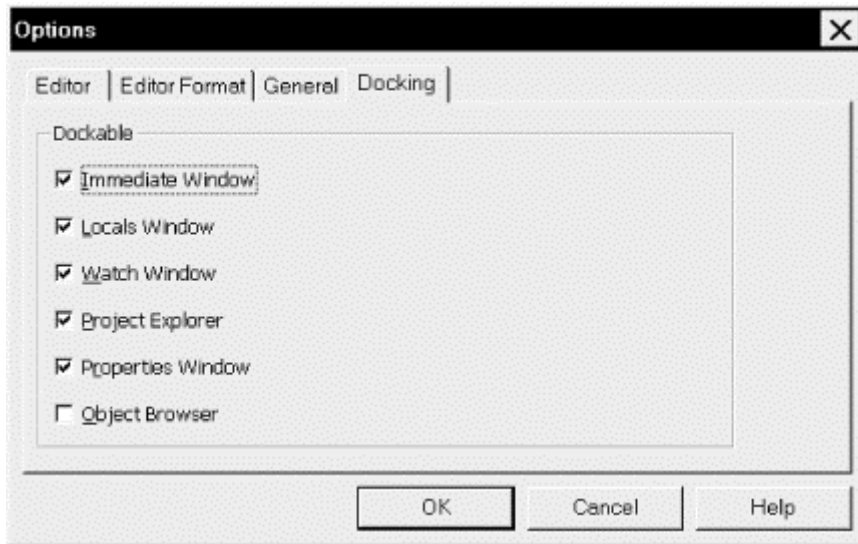 Options
Editor Editor Format General Docking
Dockable
Immediate Window
Locals Window
Watch Window
Project Explorer
Properties Window
Object Browser
OK Cancel Help